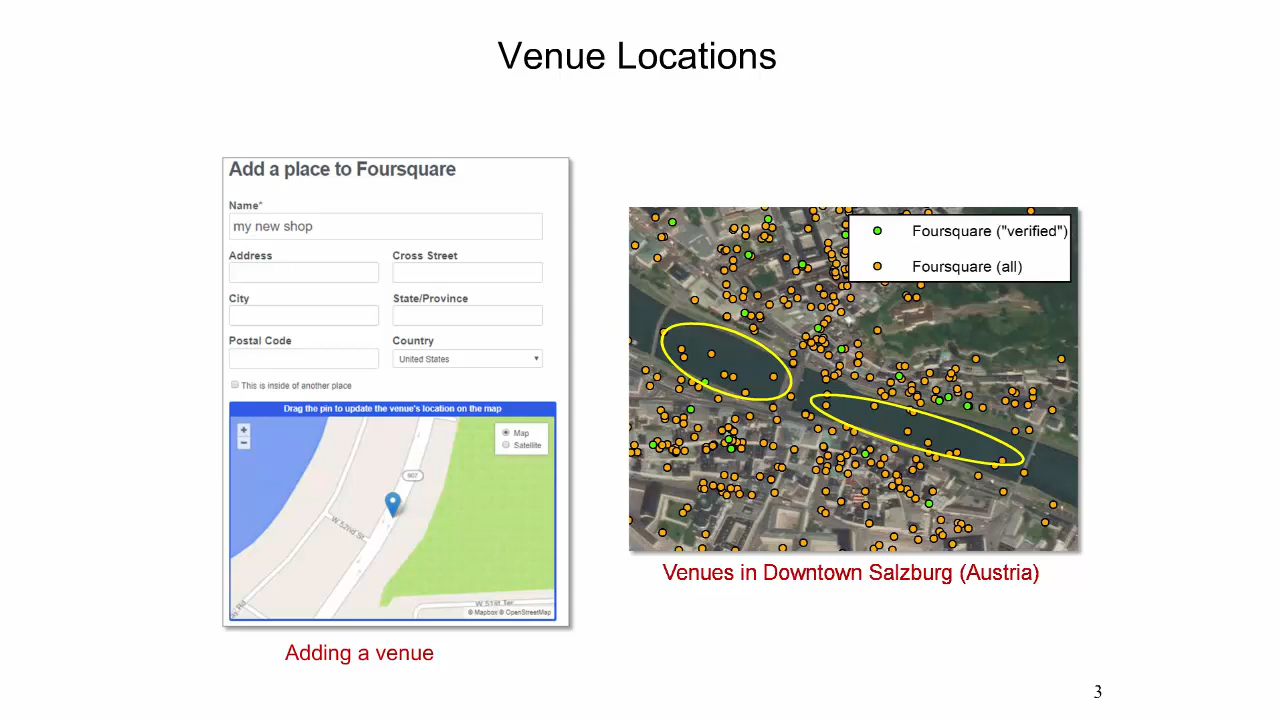 Venue Locations
Add a place to Foursquare
Name*
my new shop
Address
Cross Street
City
State/Province
Postal Code
Country
United States
This is inside of another place
Drag the pin to update the venue's location on the map
+
−
Map
Satellite
907
W 52nd St
W 51st Ter
ey Rd
© Mapbox © OpenStreetMap
Adding a venue
Foursquare ("verified")
Foursquare (all)
Venues in Downtown Salzburg (Austria)
3